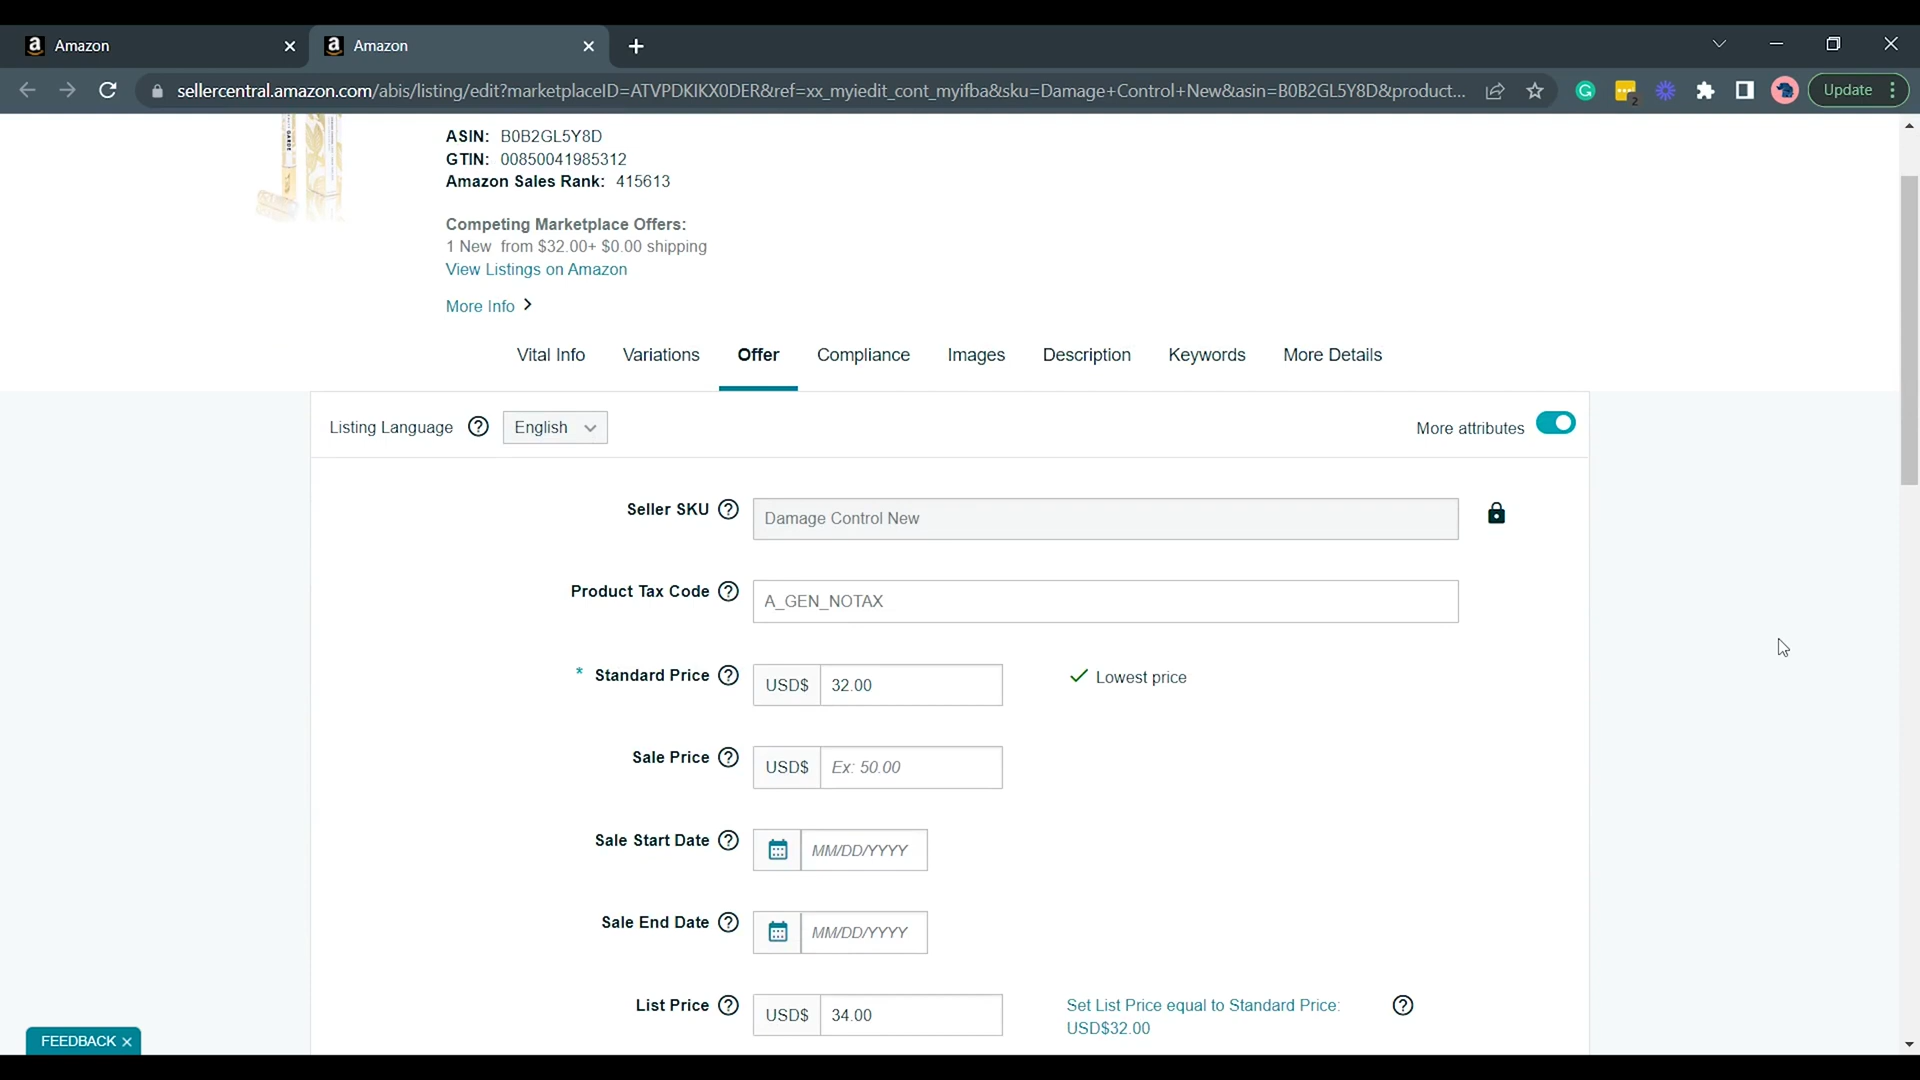 Amazon
Amazon
sellercentral.amazon.com/abis/listing/edit?marketplaceID=ATVPDKIKX0DER&ref=xx_myiedit_cont_myifba&sku=Damage+Control+New&asin=B0B2GL5Y8D&product...
2
Update
GARDE
ASIN: B0B2GL5Y8D
GTIN: 00850041985312
Amazon Sales Rank: 415613
Competing Marketplace Offers:
1 New from $32.00+ $0.00 shipping
View Listings on Amazon
More Info
Vital Info Variations Offer Compliance Images Description Keywords More Details
Listing Language English More attributes
Seller SKU Damage Control New
Product Tax Code A_GEN_NOTAX
* Standard Price USD$ 32.00 Lowest price
Sale Price USD$ Ex: 50.00
Sale Start Date MM/DD/YYYY
Sale End Date MM/DD/YYYY
List Price USD$ 34.00 Set List Price equal to Standard Price:
USD$32.00
FEEDBACK